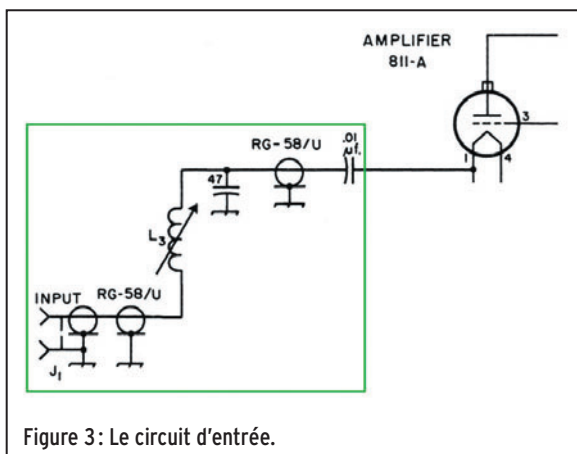 AMPLIFIER
811-A
3
1
4
.01
µf.
RG-58/U
47
L3
INPUT
RG-58/U
J1
Figure 3: Le circuit d'entrée.